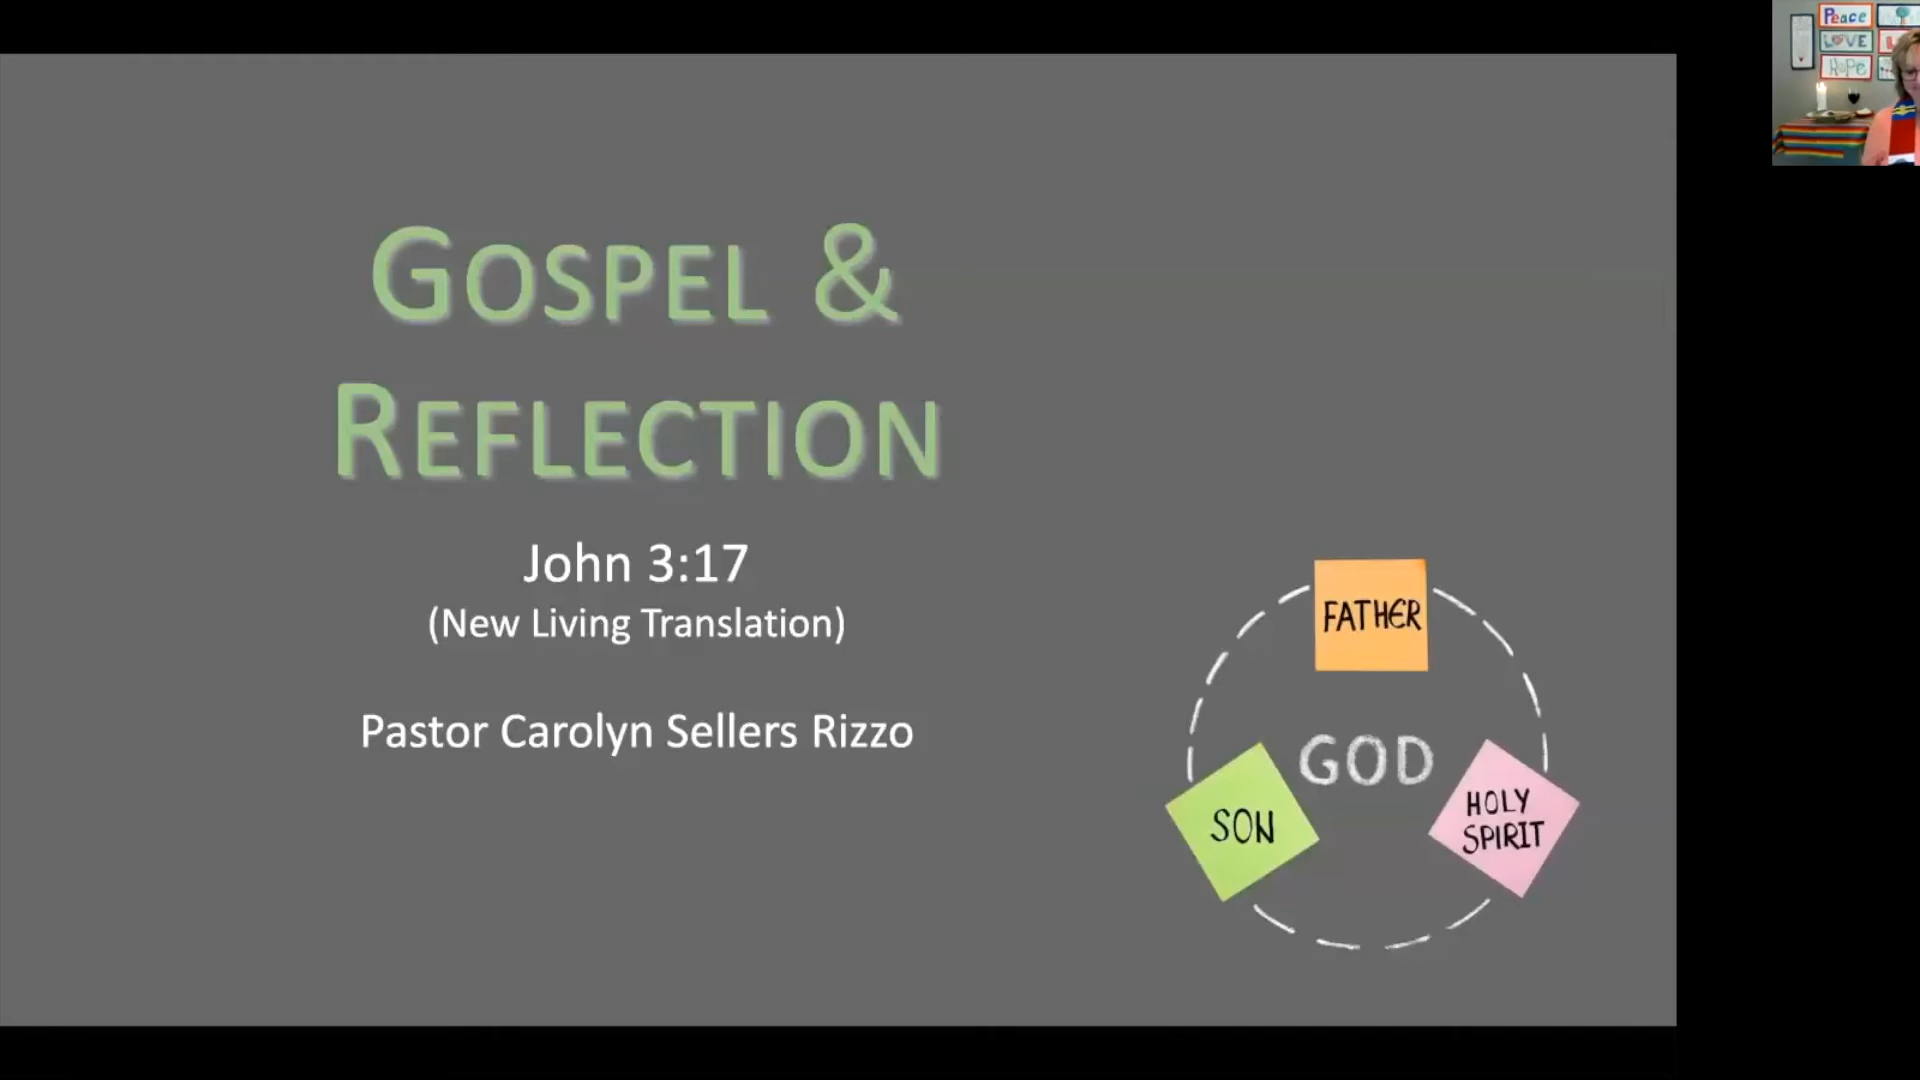 GOSPEL &
REFLECTION
John 3:17
(New Living Translation)
Pastor Carolyn Sellers Rizzo
FATHER
GOD
SON
HOLY
SPIRIT
Peace
LOVE
HOPE